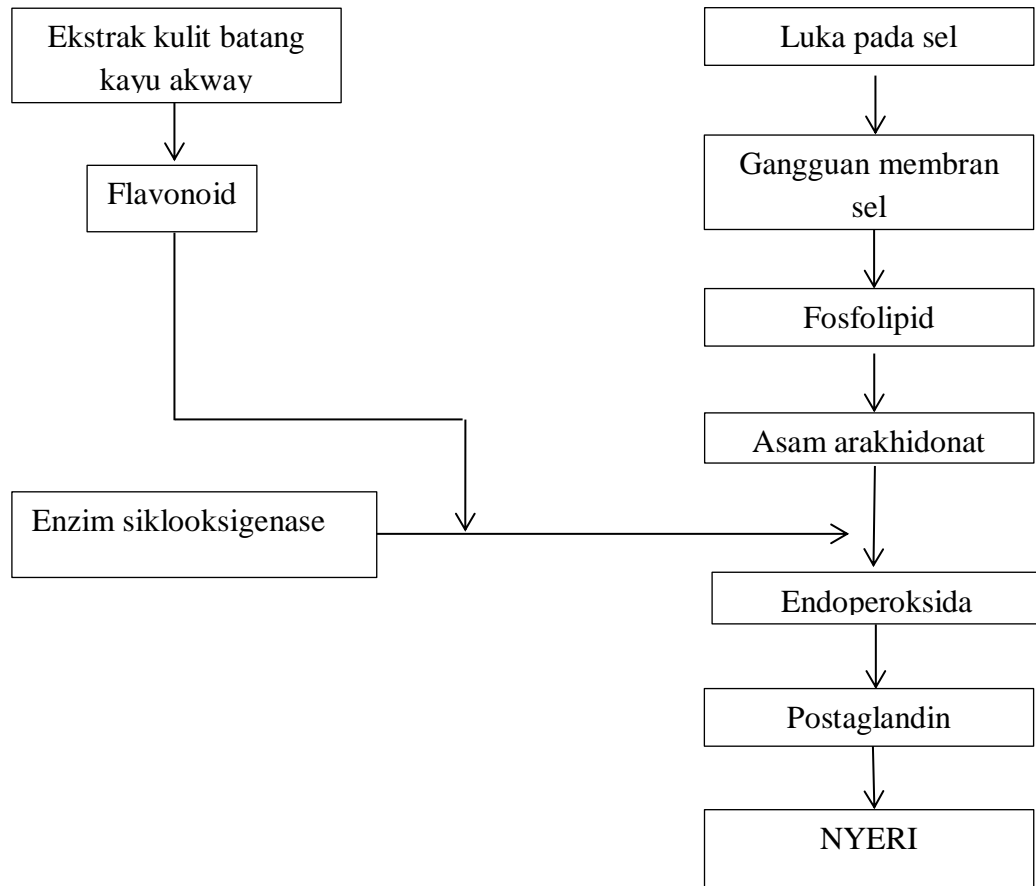 Ekstrak kulit batang
kayu akway
Flavonoid
Enzim siklooksigenase
Luka pada sel
Gangguan membran
sel
Fosfolipid
Asam arakhidonat
Endoperoksida
Postaglandin
NYERI